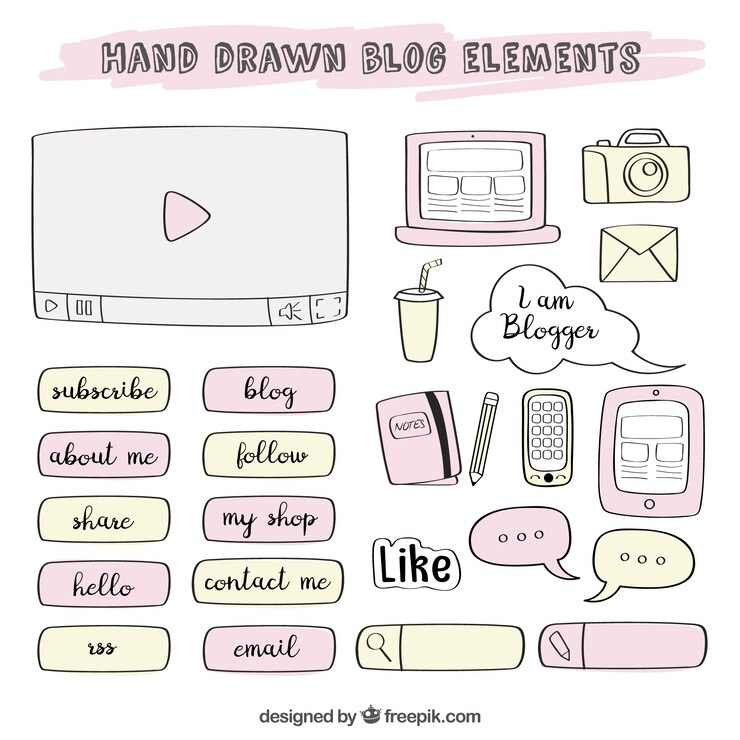 HAND DRAWN BLOG ELEMENTS
I am
Blogger
subscribe
blog
about me
follow
share
my shop
hello
contact me
rss
email
NOTES
Like
designed by freepik.com